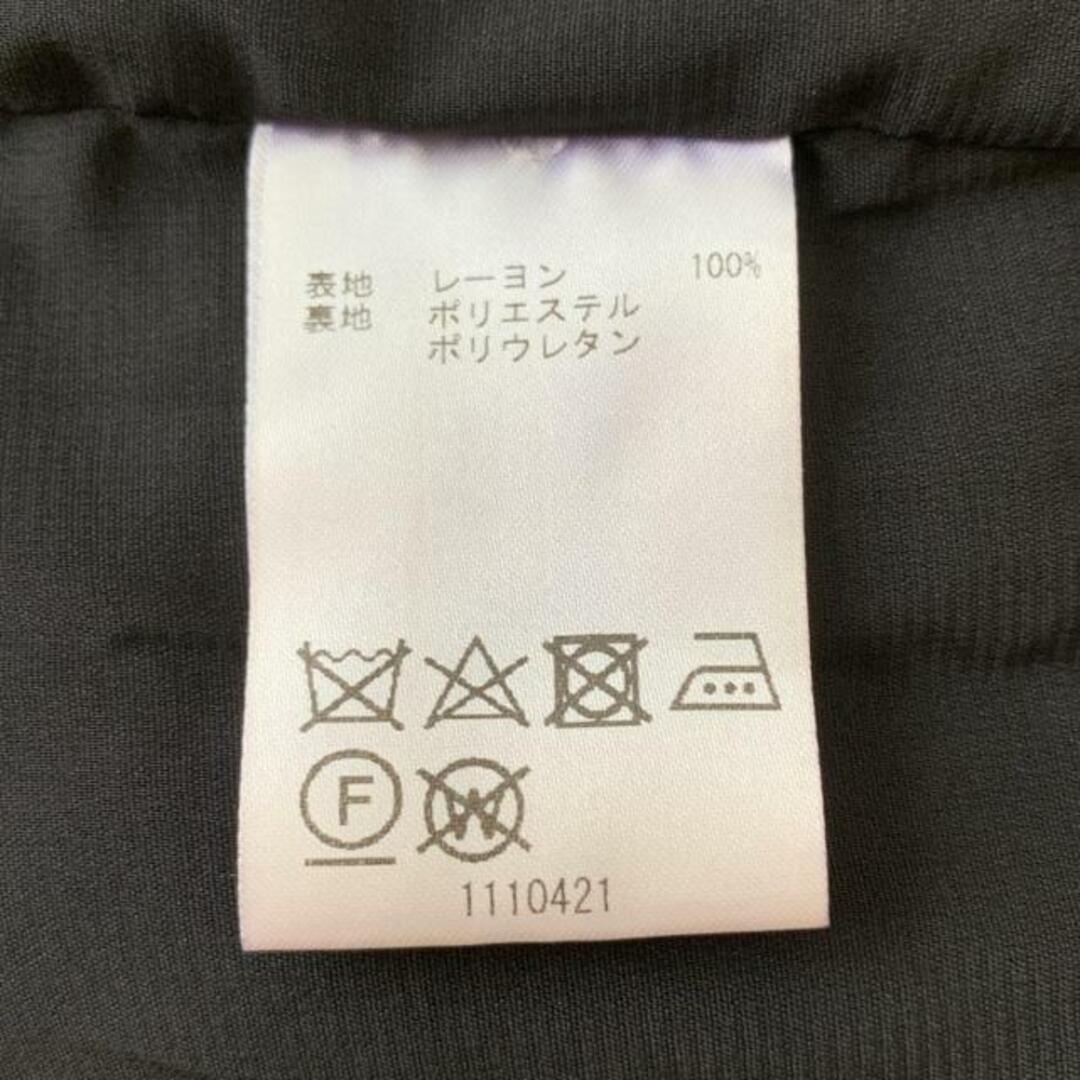 表地 レーヨン 100%
裏地 ポリエステル
ポリウレタン
F
W
1110421